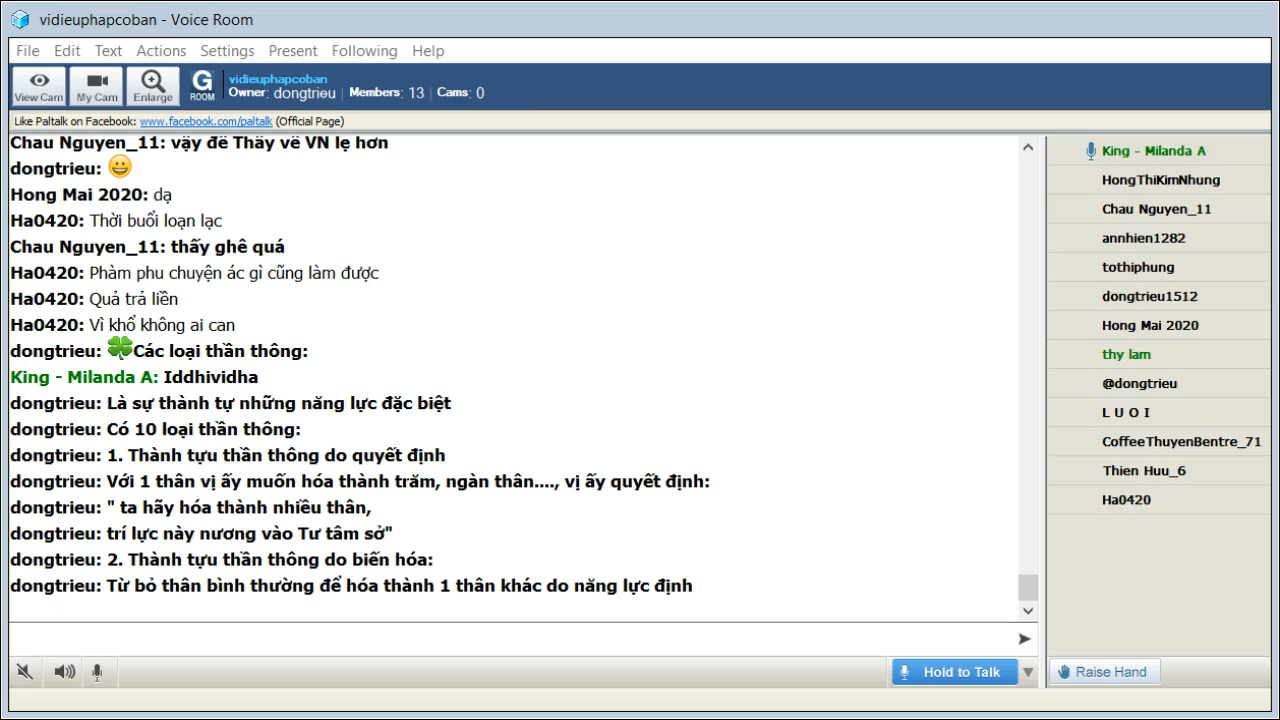 vidieuphapcoban - Voice Room
File Edit Text Actions Settings Present Following Help
View Cam My Cam Enlarge G ROOM
vidieuphapcoban
Owner: dongtrieu | Members: 13 | Cams: 0
Like Paltalk on Facebook: www.facebook.com/paltalk (Official Page)
Chau Nguyen_11: vậy để Thầy về VN lẹ hơn
dongtrieu:
Hong Mai 2020: dạ
Ha0420: Thời buổi loạn lạc
Chau Nguyen_11: thấy ghê quá
Ha0420: Phàm phu chuyện ác gì cũng làm được
Ha0420: Quả trả liền
Ha0420: Vì khổ không ai can
dongtrieu: 🍀Các loại thần thông:
King - Milanda A: Iddhividha
dongtrieu: Là sự thành tự những năng lực đặc biệt
dongtrieu: Có 10 loại thần thông:
dongtrieu: 1. Thành tựu thần thông do quyết định
dongtrieu: Với 1 thân vị ấy muốn hóa thành trăm, ngàn thân...., vị ấy quyết định:
dongtrieu: " ta hãy hóa thành nhiều thân,
dongtrieu: trí lực này nương vào Tư tâm sở"
dongtrieu: 2. Thành tựu thần thông do biến hóa:
dongtrieu: Từ bỏ thân bình thường để hóa thành 1 thân khác do năng lực định
King - Milanda A
HongThiKimNhung
Chau Nguyen_11
annhien1282
tothiphung
dongtrieu1512
Hong Mai 2020
thy lam
@dongtrieu
L U O I
CoffeeThuyenBentre_71
Thien Huu_6
Ha0420
Hold to Talk
Raise Hand